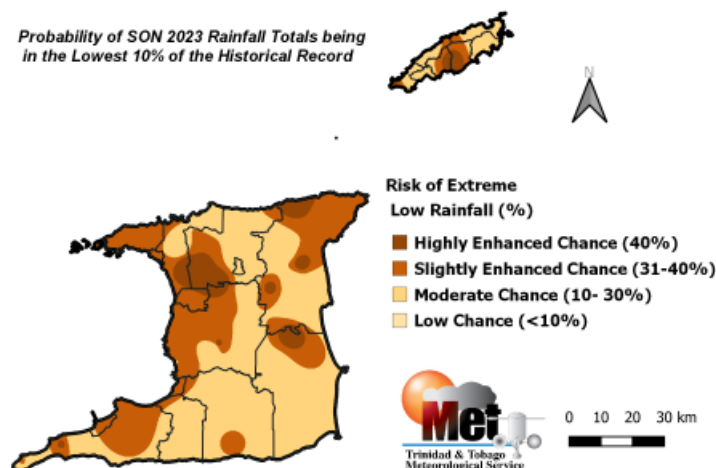 Probability of SON 2023 Rainfall Totals being
in the Lowest 10% of the Historical Record
N
Risk of Extreme
Low Rainfall (%)
Highly Enhanced Chance (40%)
Slightly Enhanced Chance (31-40%)
Moderate Chance (10- 30%)
Low Chance (<10%)
Met
Trinidad & Tobago
Meteorological Service
0 10 20 30 km